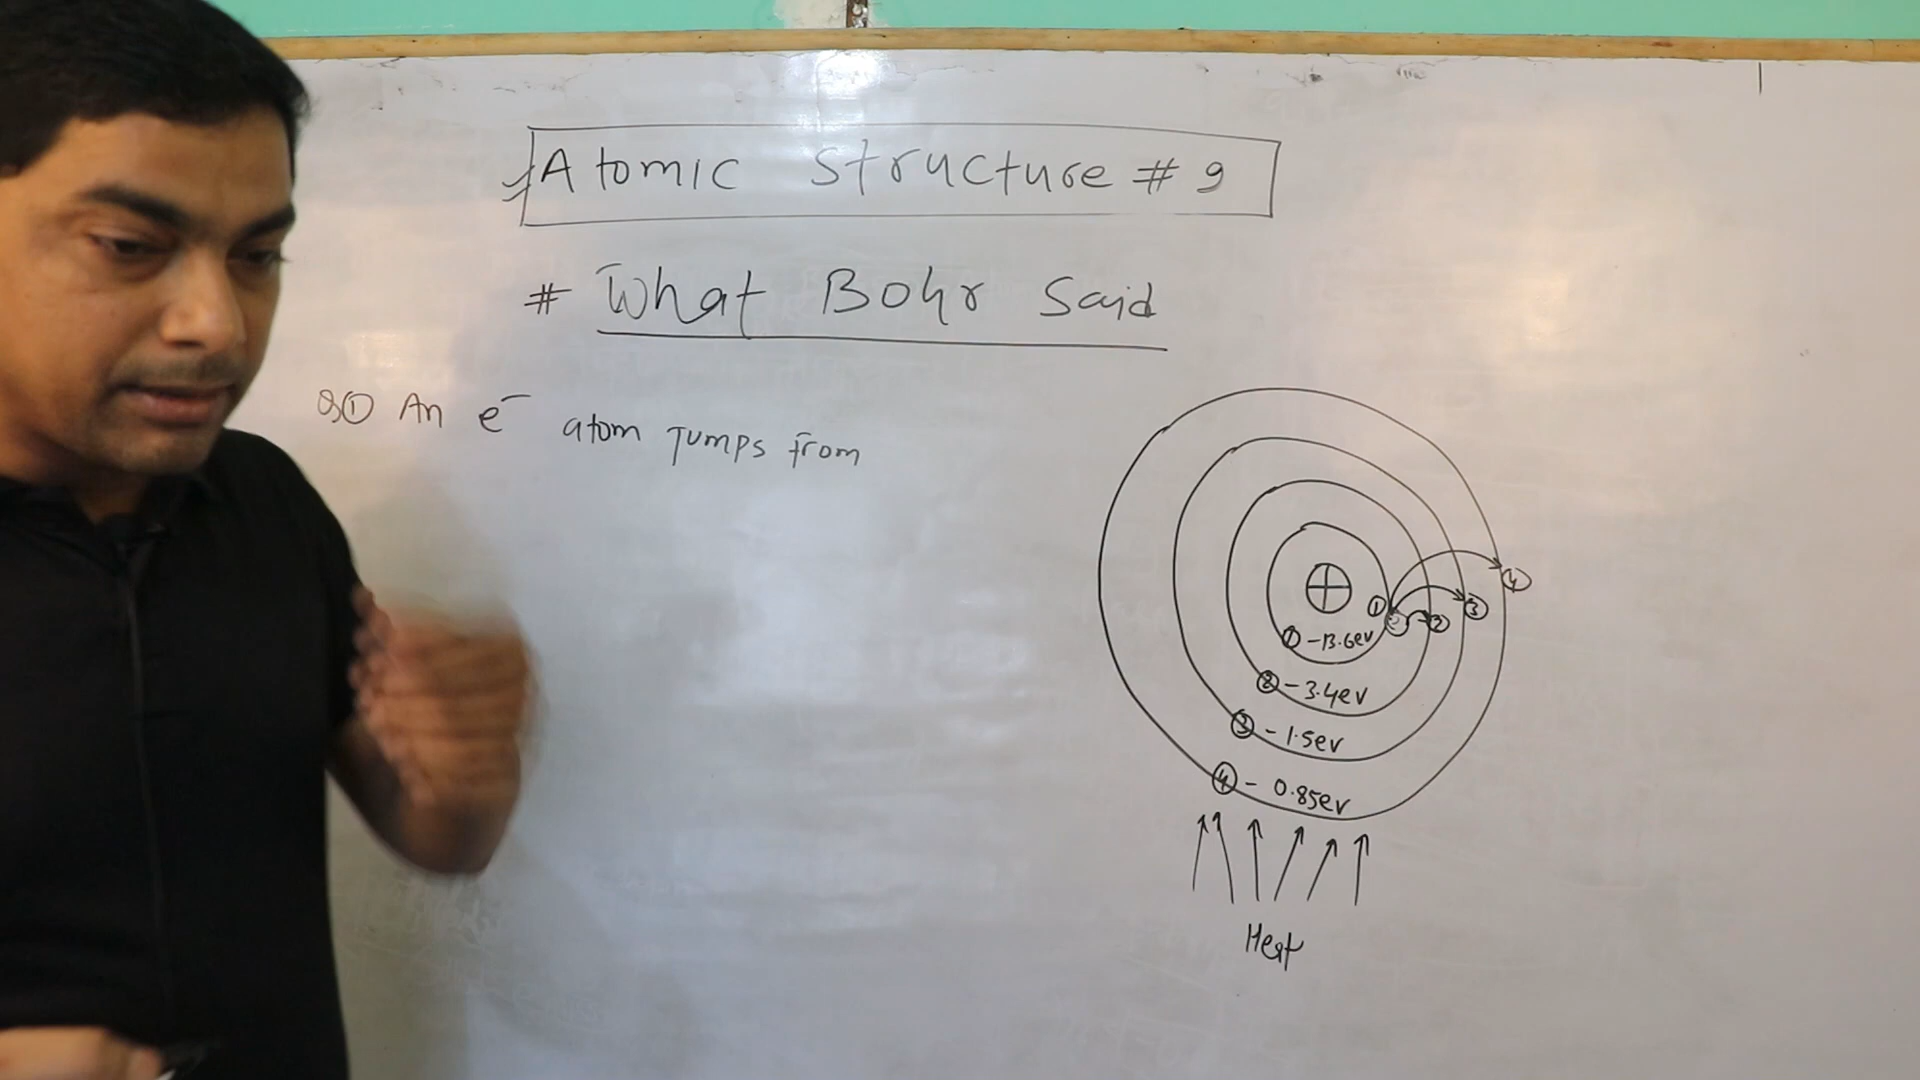 Atomic Structure # 9
# What Bohr Said
Q① An e⁻ atom Jumps from
④
③
①
e⁻ ②
① -13.6ev
② -3.4ev
③ -1.5ev
④ - 0.85ev
Heat